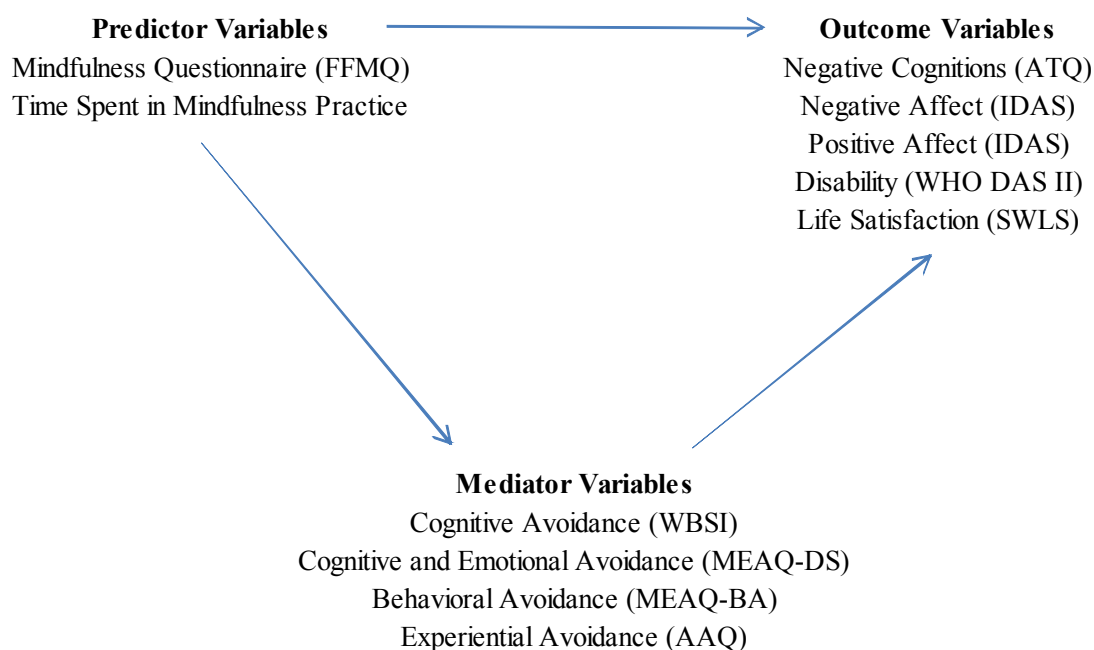 Predictor Variables
Mindfulness Questionnaire (FFMQ)
Time Spent in Mindfulness Practice
Outcome Variables
Negative Cognitions (ATQ)
Negative Affect (IDAS)
Positive Affect (IDAS)
Disability (WHO DAS II)
Life Satisfaction (SWLS)
Mediator Variables
Cognitive Avoidance (WBSI)
Cognitive and Emotional Avoidance (MEAQ-DS)
Behavioral Avoidance (MEAQ-BA)
Experiential Avoidance (AAQ)